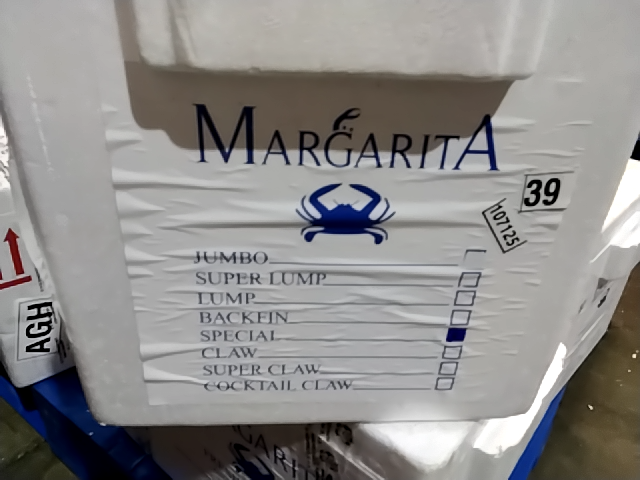 MARGARITA
39
107125
JUMBO
SUPER LUMP
LUMP
BACKFIN
SPECIAL
CLAW
SUPER CLAW
COCKTAIL CLAW
AGH